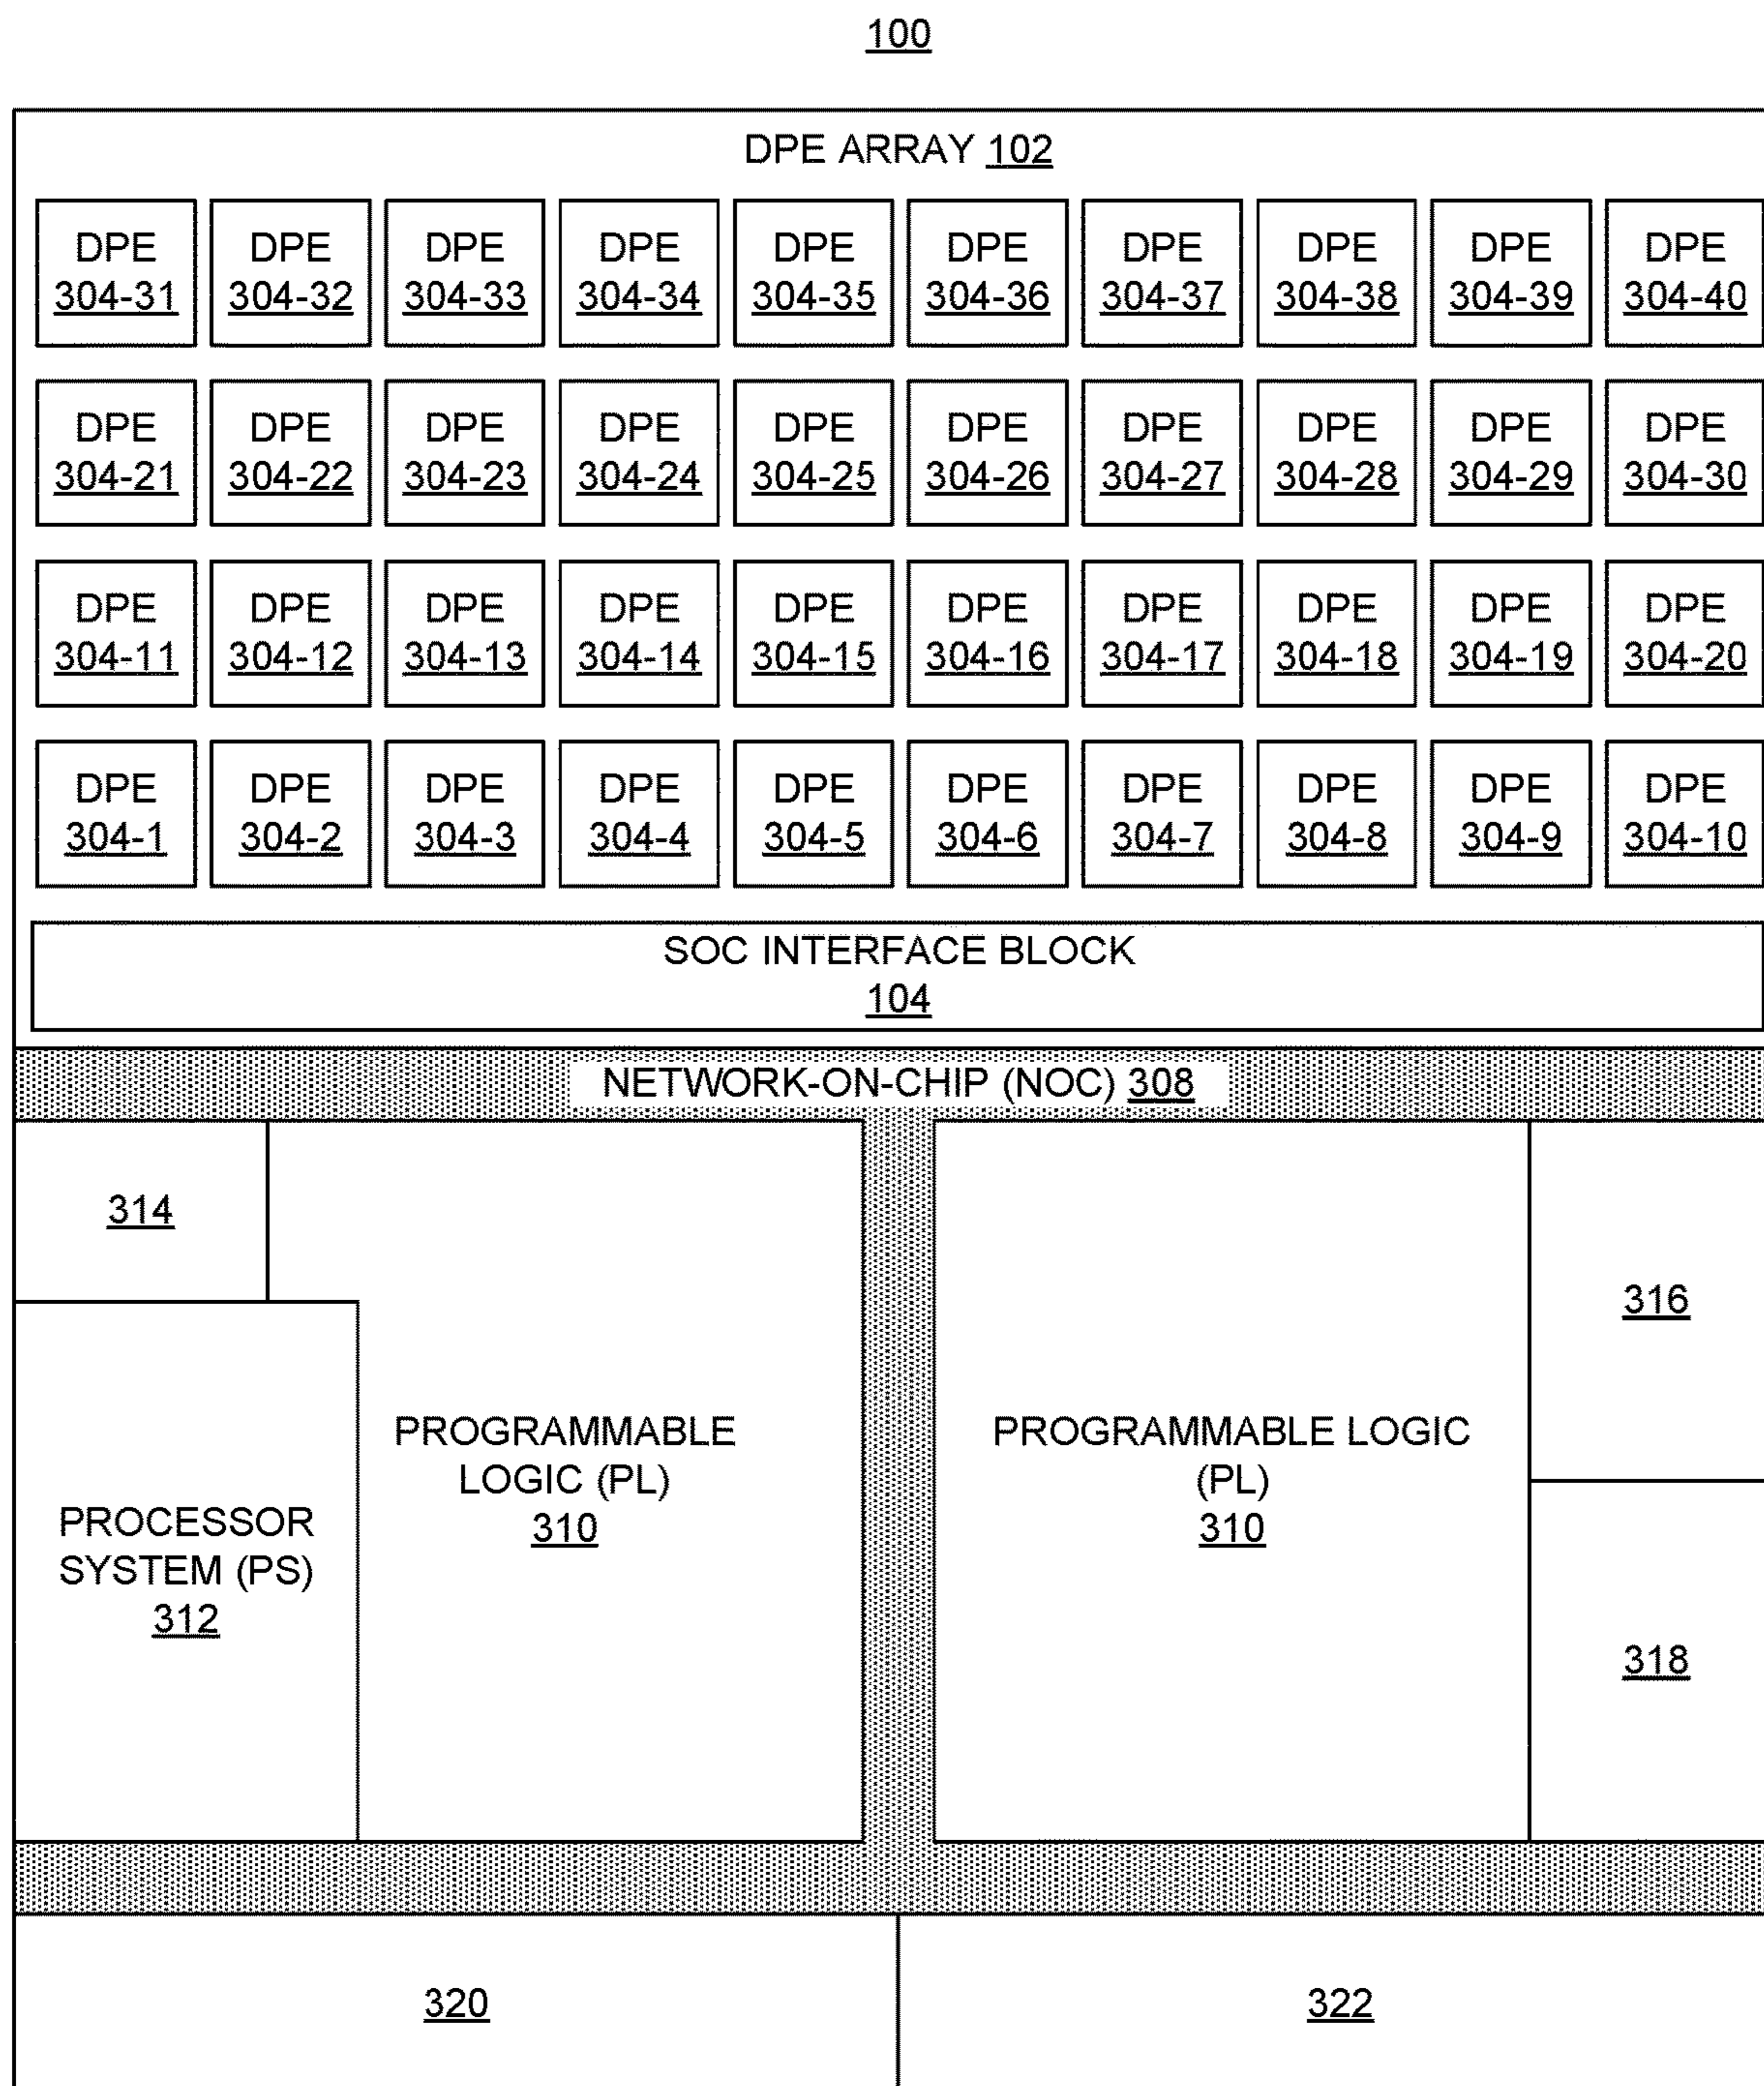 100
DPE ARRAY 102
DPE DPE DPE DPE DPE DPE DPE DPE DPE DPE
304-31 304-32 304-33 304-34 304-35 304-36 304-37 304-38 304-39 304-40
DPE DPE DPE DPE DPE DPE DPE DPE DPE DPE
304-21 304-22 304-23 304-24 304-25 304-26 304-27 304-28 304-29 304-30
DPE DPE DPE DPE DPE DPE DPE DPE DPE DPE
304-11 304-12 304-13 304-14 304-15 304-16 304-17 304-18 304-19 304-20
DPE DPE DPE DPE DPE DPE DPE DPE DPE DPE
304-1 304-2 304-3 304-4 304-5 304-6 304-7 304-8 304-9 304-10
SOC INTERFACE BLOCK
104
NETWORK-ON-CHIP (NOC) 308
314
PROCESSOR
SYSTEM (PS)
312
PROGRAMMABLE
LOGIC (PL)
310
PROGRAMMABLE LOGIC
(PL)
310
316
318
320
322